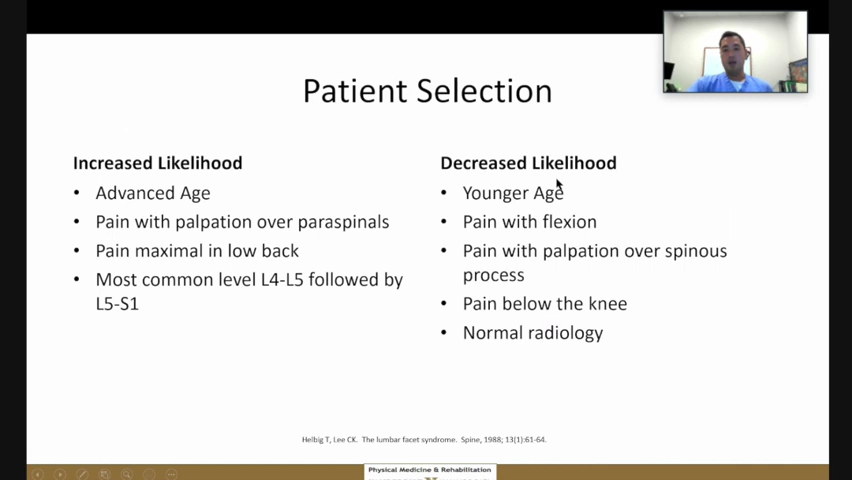 Patient Selection
Increased Likelihood
• Advanced Age
• Pain with palpation over paraspinals
• Pain maximal in low back
• Most common level L4-L5 followed by
L5-S1
Decreased Likelihood
• Younger Age
• Pain with flexion
• Pain with palpation over spinous
process
• Pain below the knee
• Normal radiology
Helbig T, Lee CK. The lumbar facet syndrome. Spine, 1988; 13(1):61-64.
Physical Medicine & Rehabilitation